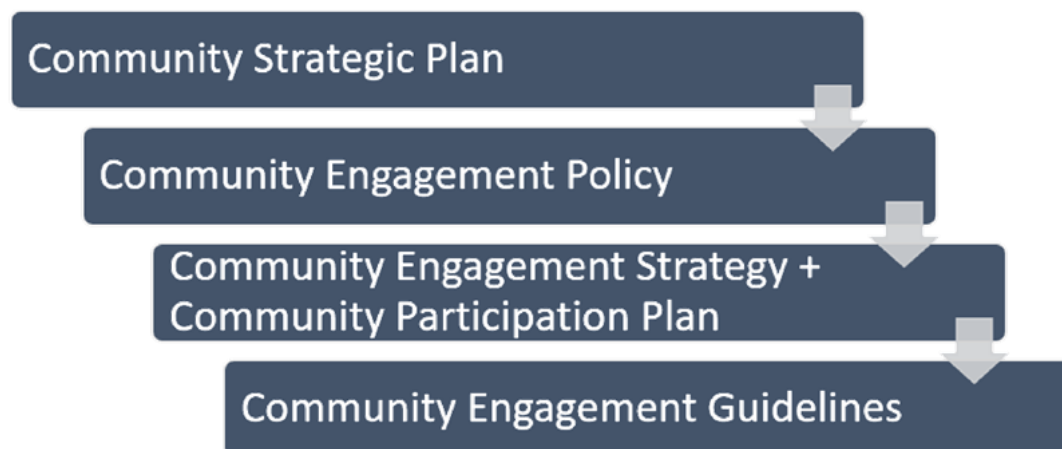 Community Strategic Plan
Community Engagement Policy
Community Engagement Strategy +
Community Participation Plan
Community Engagement Guidelines